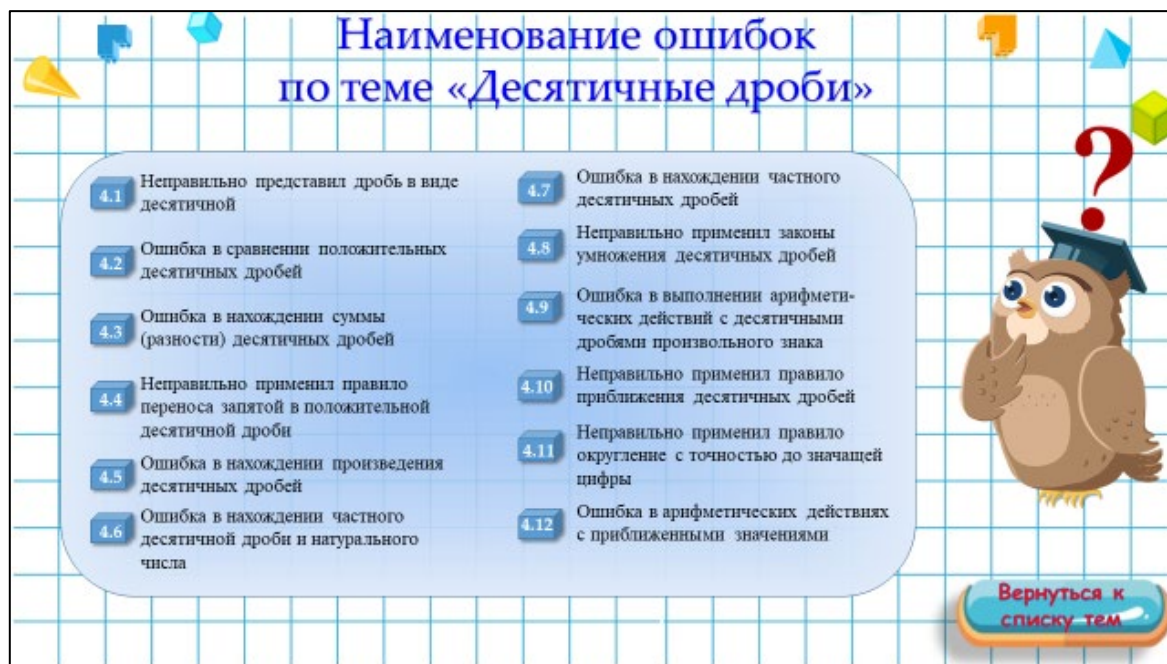 Наименование ошибок
по теме «Десятичные дроби»
4.1
Неправильно представил дробь в виде
десятичной
4.2
Ошибка в сравнении положительных
десятичных дробей
4.3
Ошибка в нахождении суммы
(разности) десятичных дробей
4.4
Неправильно применил правило
переноса запятой в положительной
десятичной дроби
4.5
Ошибка в нахождении произведения
десятичных дробей
4.6
Ошибка в нахождении частного
десятичной дроби и натурального
числа
4.7
Ошибка в нахождении частного
десятичных дробей
4.8
Неправильно применил законы
умножения десятичных дробей
4.9
Ошибка в выполнении арифмети-
ческих действий с десятичными
дробями произвольного знака
4.10
Неправильно применил правило
приближения десятичных дробей
4.11
Неправильно применил правило
округление с точностью до значащей
цифры
4.12
Ошибка в арифметических действиях
с приближенными значениями
?
Вернуться к
списку тем